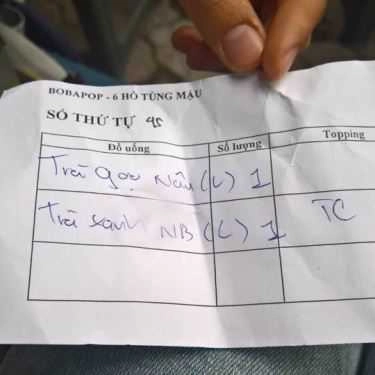 BOBAPOP - 6 HỒ TÙNG MẬU
SỐ THỨ TỰ 45
Đồ uống Số lượng Topping
Trà gạo Nâu (L) 1
Trà xanh NB (L) 1 TC